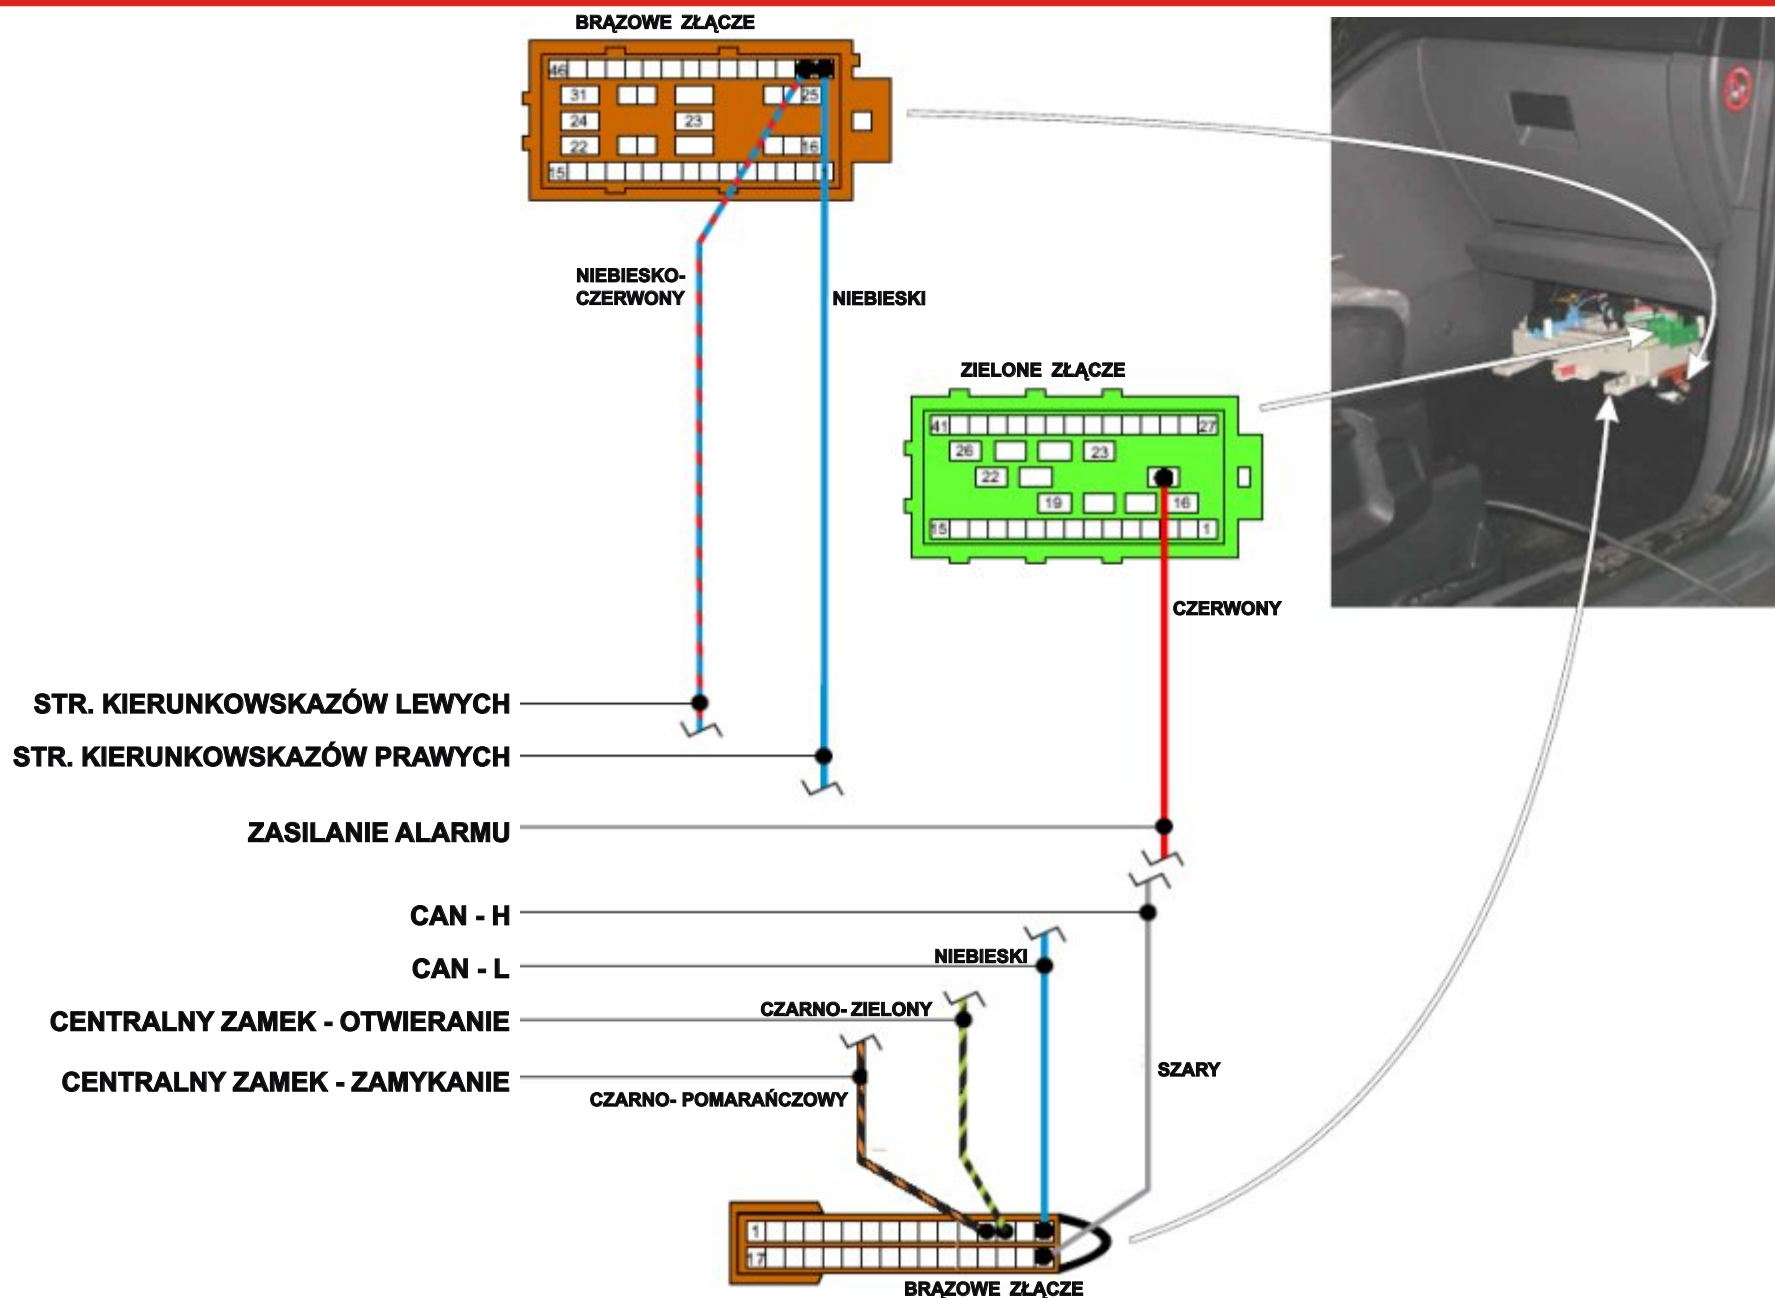 BRĄZOWE ZŁĄCZE
46
31
25
24
23
22
16
15
NIEBIESKO-
CZERWONY
NIEBIESKI
ZIELONE ZŁĄCZE
41
27
26
23
22
19
16
15
1
CZERWONY
STR. KIERUNKOWSKAZÓW LEWYCH
STR. KIERUNKOWSKAZÓW PRAWYCH
ZASILANIE ALARMU
CAN - H
CAN - L
NIEBIESKI
CENTRALNY ZAMEK - OTWIERANIE
CZARNO- ZIELONY
CENTRALNY ZAMEK - ZAMYKANIE
CZARNO- POMARAŃCZOWY
SZARY
1
17
BRĄZOWE ZŁĄCZE